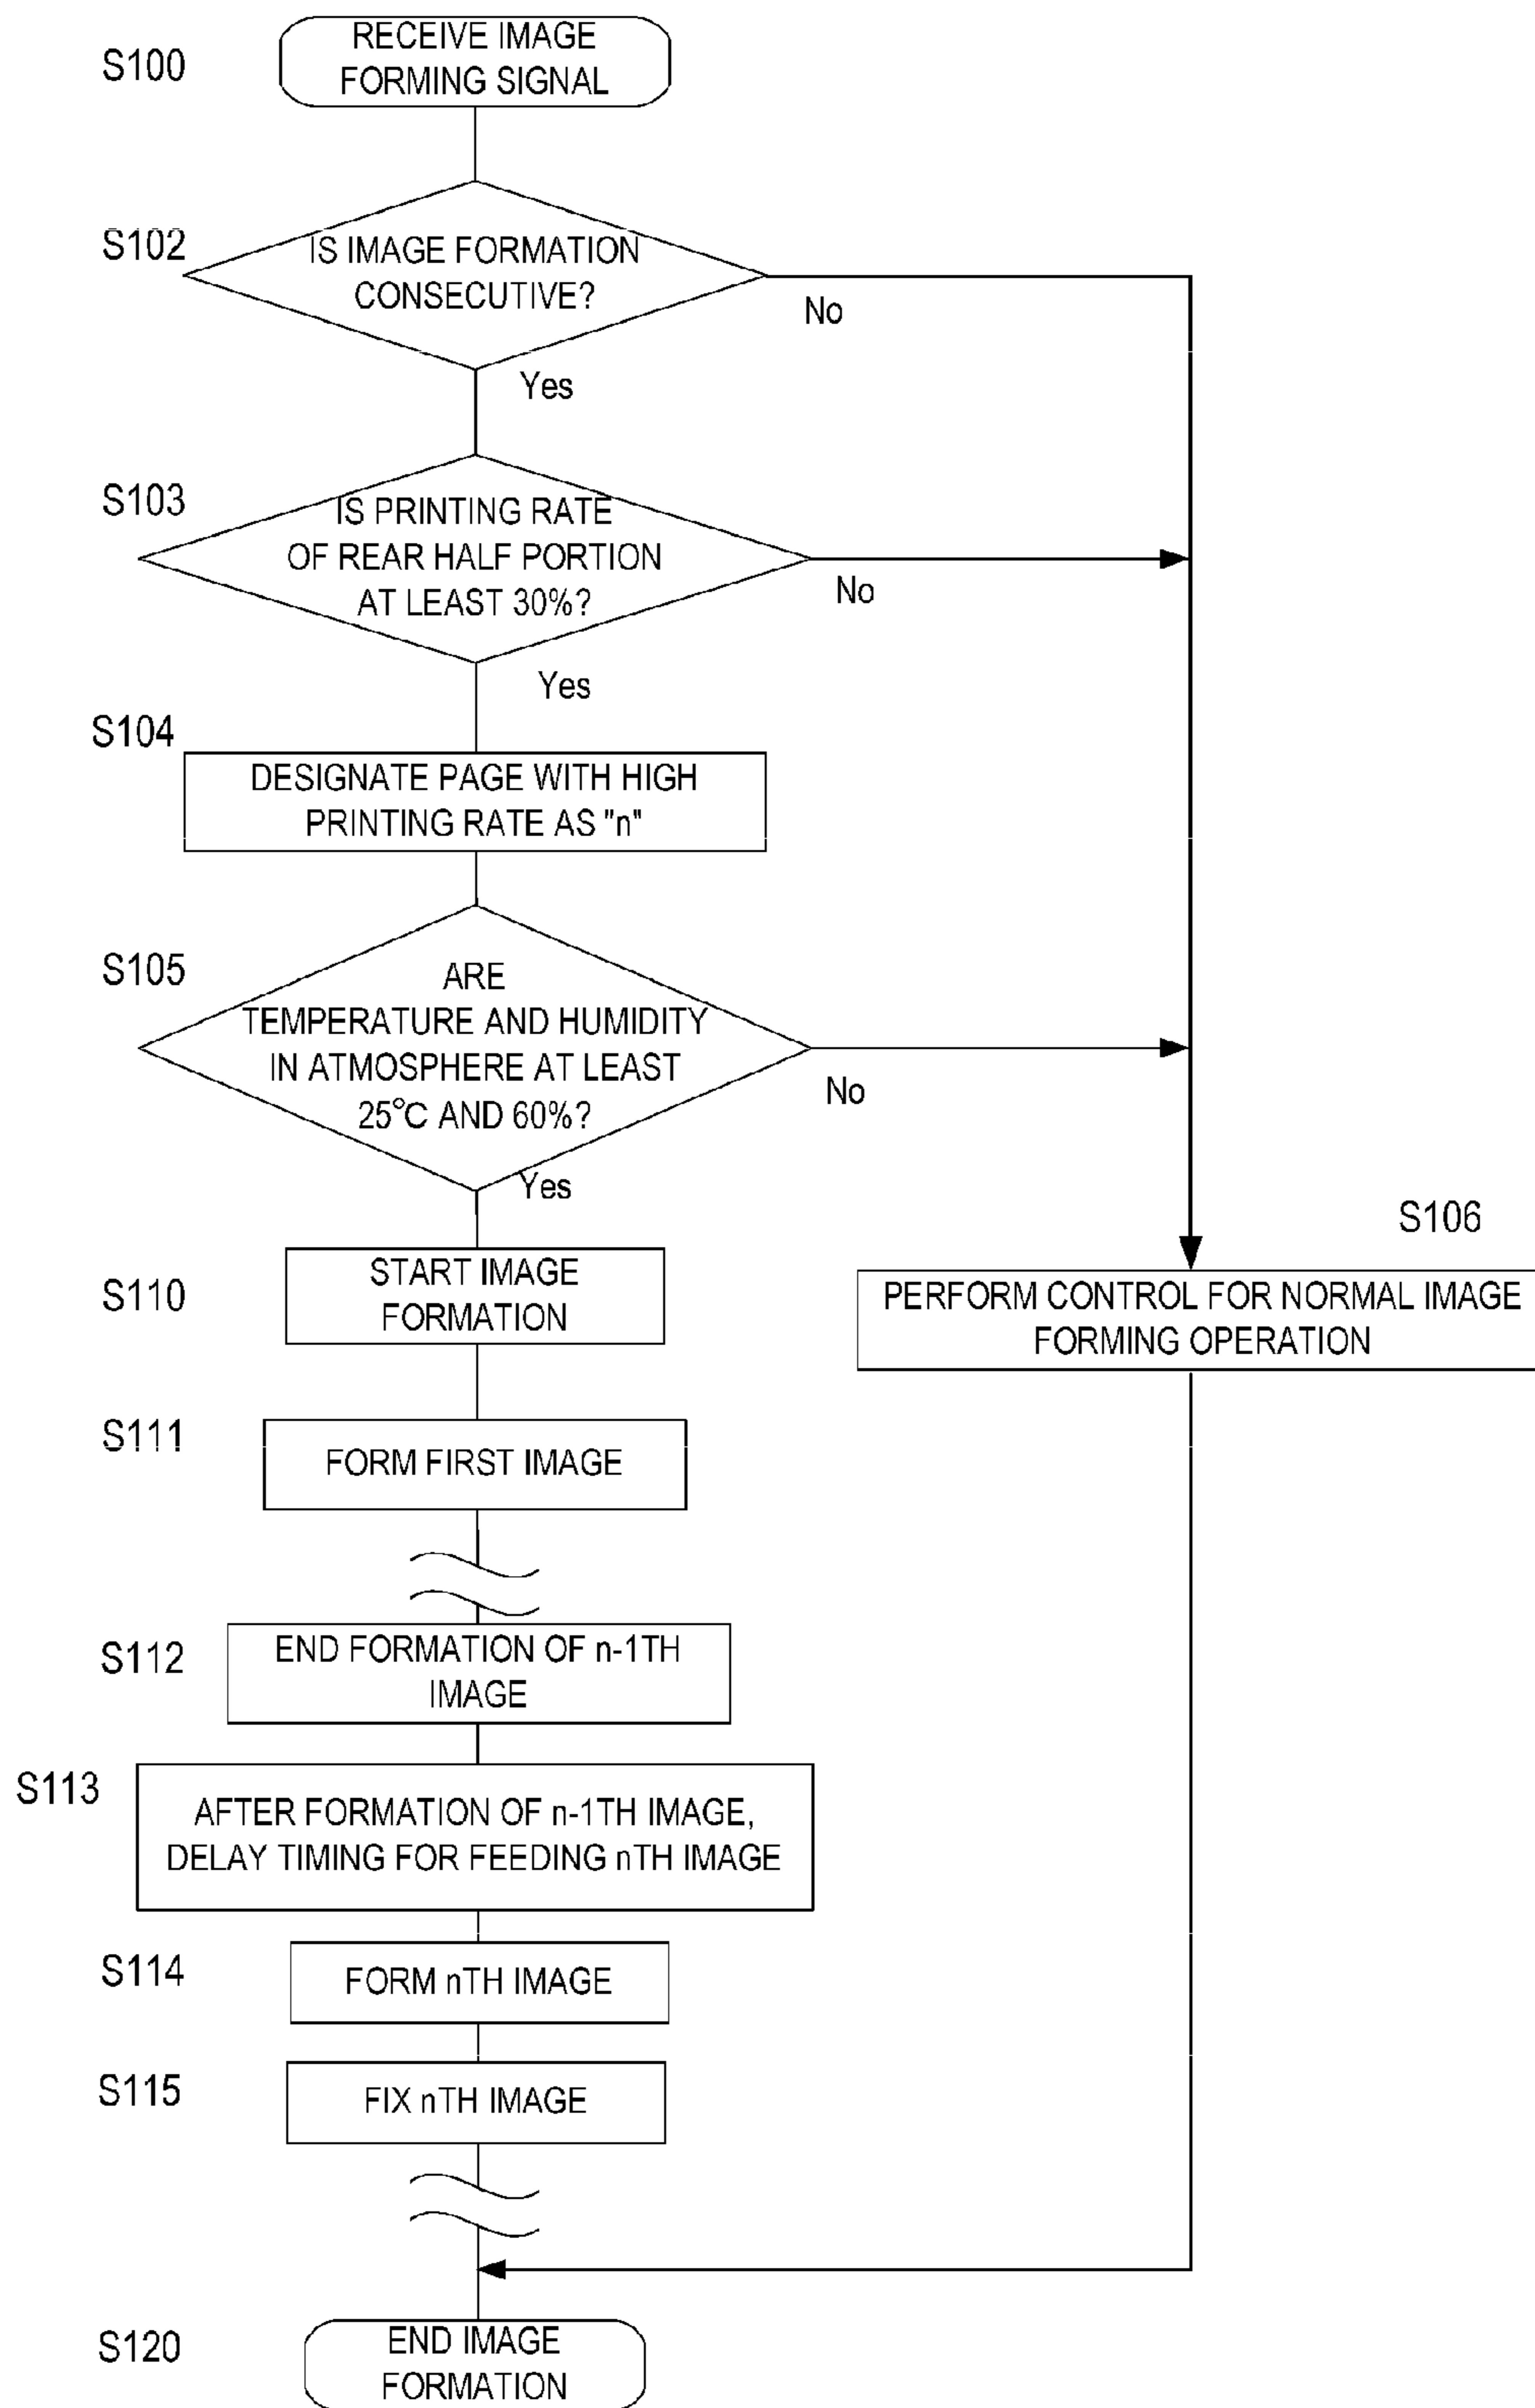 S100
RECEIVE IMAGE
FORMING SIGNAL
S102
IS IMAGE FORMATION
CONSECUTIVE?
No
Yes
S103
IS PRINTING RATE
OF REAR HALF PORTION
AT LEAST 30%?
No
Yes
S104
DESIGNATE PAGE WITH HIGH
PRINTING RATE AS "n"
S105
ARE
TEMPERATURE AND HUMIDITY
IN ATMOSPHERE AT LEAST
25°C AND 60%?
No
Yes
S106
PERFORM CONTROL FOR NORMAL IMAGE
FORMING OPERATION
S110
START IMAGE
FORMATION
S111
FORM FIRST IMAGE
S112
END FORMATION OF n-1TH
IMAGE
S113
AFTER FORMATION OF n-1TH IMAGE,
DELAY TIMING FOR FEEDING nTH IMAGE
S114
FORM nTH IMAGE
S115
FIX nTH IMAGE
S120
END IMAGE
FORMATION